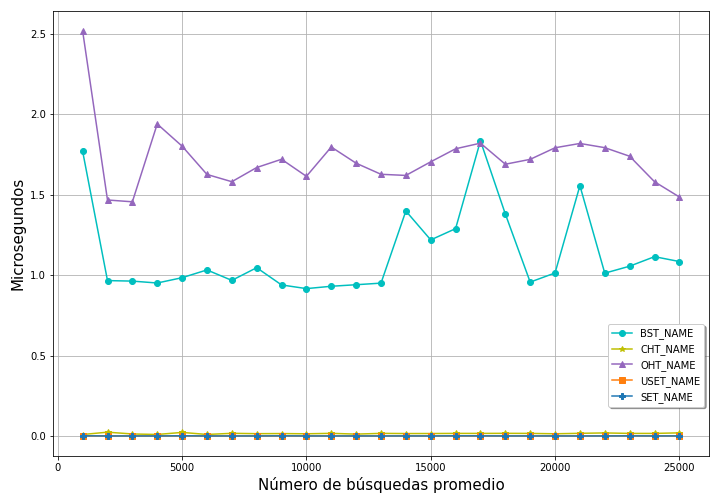 2.5
2.0
1.5
1.0
0.5
0.0
Microsegundos
BST_NAME
CHT_NAME
OHT_NAME
USET_NAME
SET_NAME
0 5000 10000 15000 20000 25000
Número de búsquedas promedio